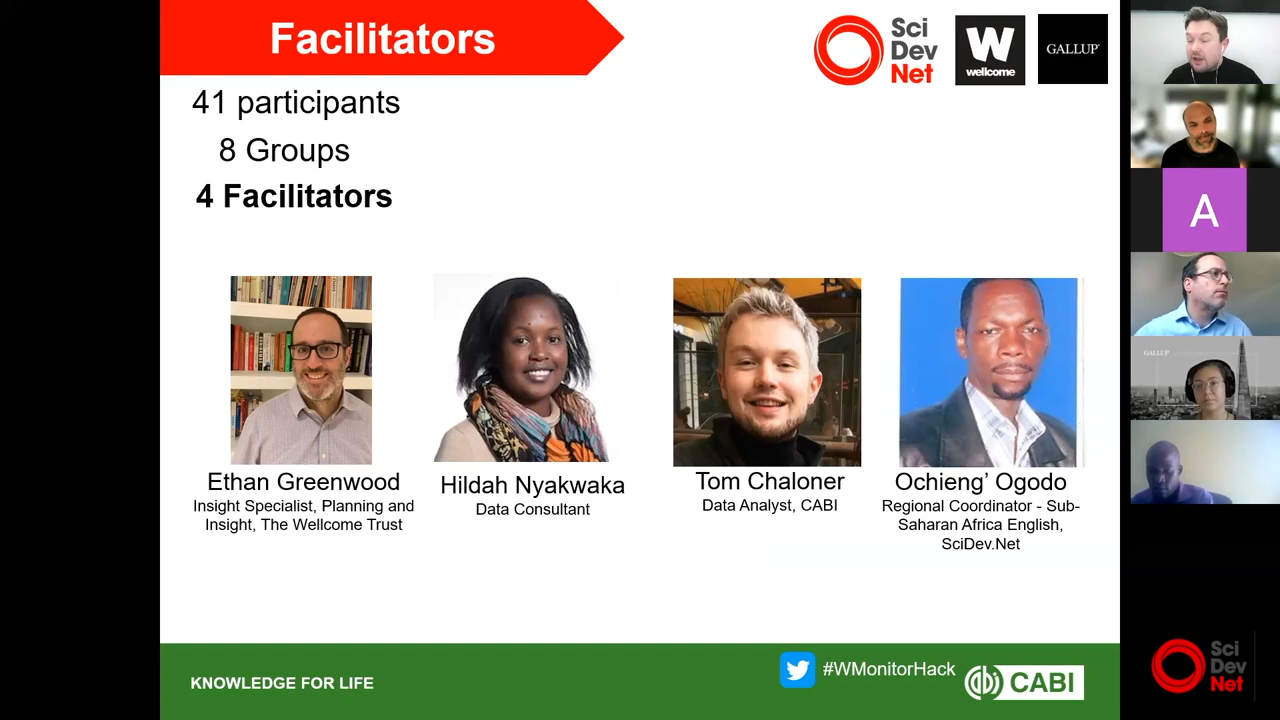 Facilitators
Sci
Dev
Net
W
wellcome
GALLUP
41 participants
8 Groups
4 Facilitators
Ethan Greenwood
Insight Specialist, Planning and
Insight, The Wellcome Trust
Hildah Nyakwaka
Data Consultant
Tom Chaloner
Data Analyst, CABI
Ochieng’ Ogodo
Regional Coordinator - Sub-
Saharan Africa English,
SciDev.Net
KNOWLEDGE FOR LIFE
#WMonitorHack
CABI
A
GALLUP
Sci
Dev
Net